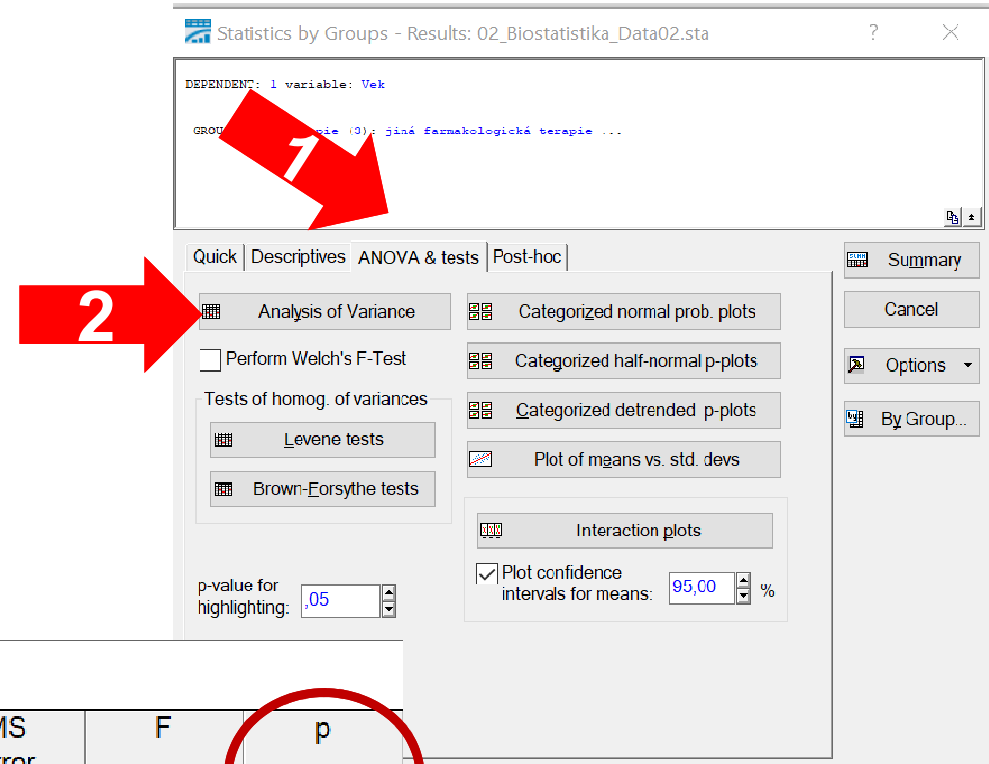 Statistics by Groups - Results: 02_Biostatistika_Data02.sta
?
DEPENDENT: 1 variable: Vek
(3): jiná farmakologická terapie ...
1
Quick Descriptives ANOVA & tests Post-hoc
Summary
2
Analysis of Variance
Categorized normal prob. plots
Cancel
Perform Welch's F-Test
Categorized half-normal p-plots
Options
Tests of homog. of variances
Categorized detrended p-plots
By Group...
Levene tests
Plot of means vs. std. devs
Brown-Forsythe tests
Interaction plots
Plot confidence
intervals for means: 95,00 %
p-value for
highlighting: ,05
F
p